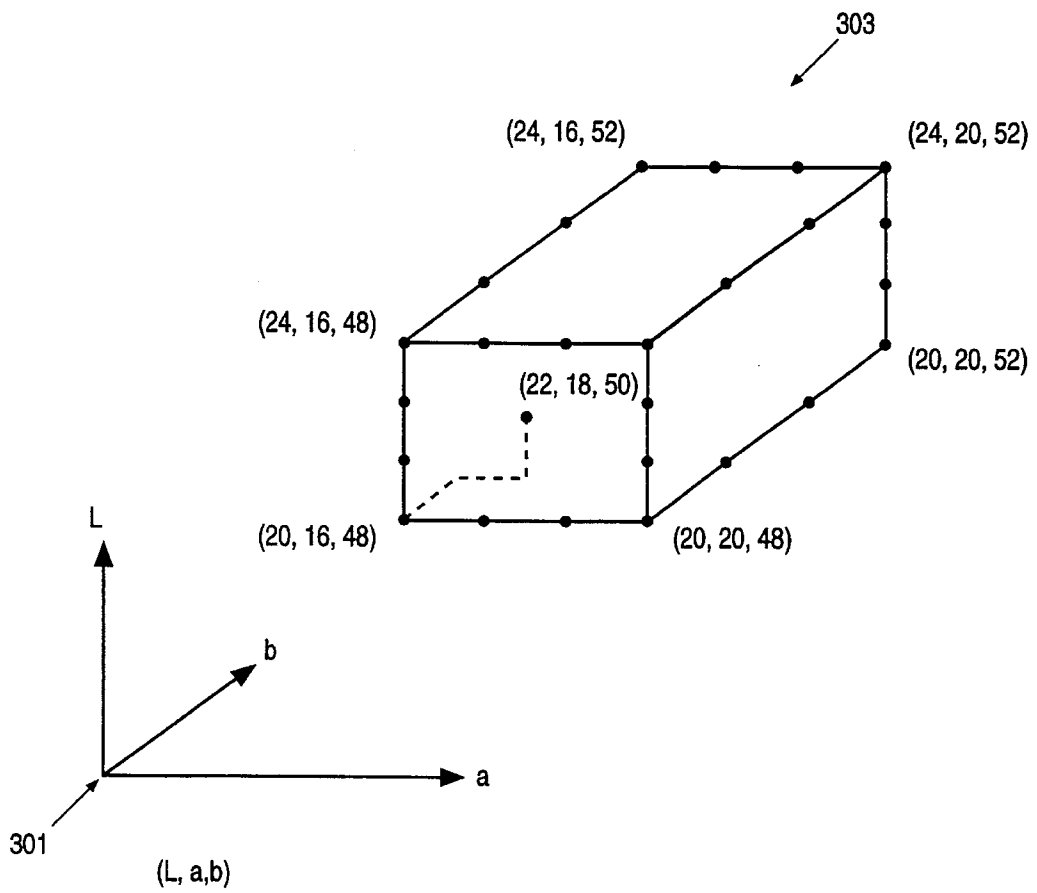 303
(24, 16, 52)
(24, 20, 52)
(24, 16, 48)
(20, 20, 52)
(22, 18, 50)
(20, 16, 48)
(20, 20, 48)
L
b
a
301
(L, a,b)